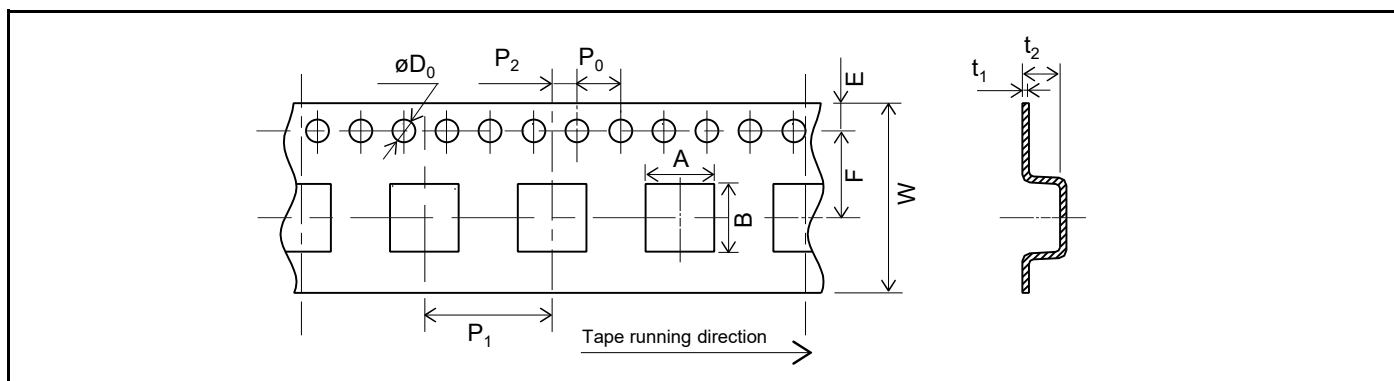 øD₀
P₂
P₀
E
t₂
t₁
A
F
W
B
P₁
Tape running direction